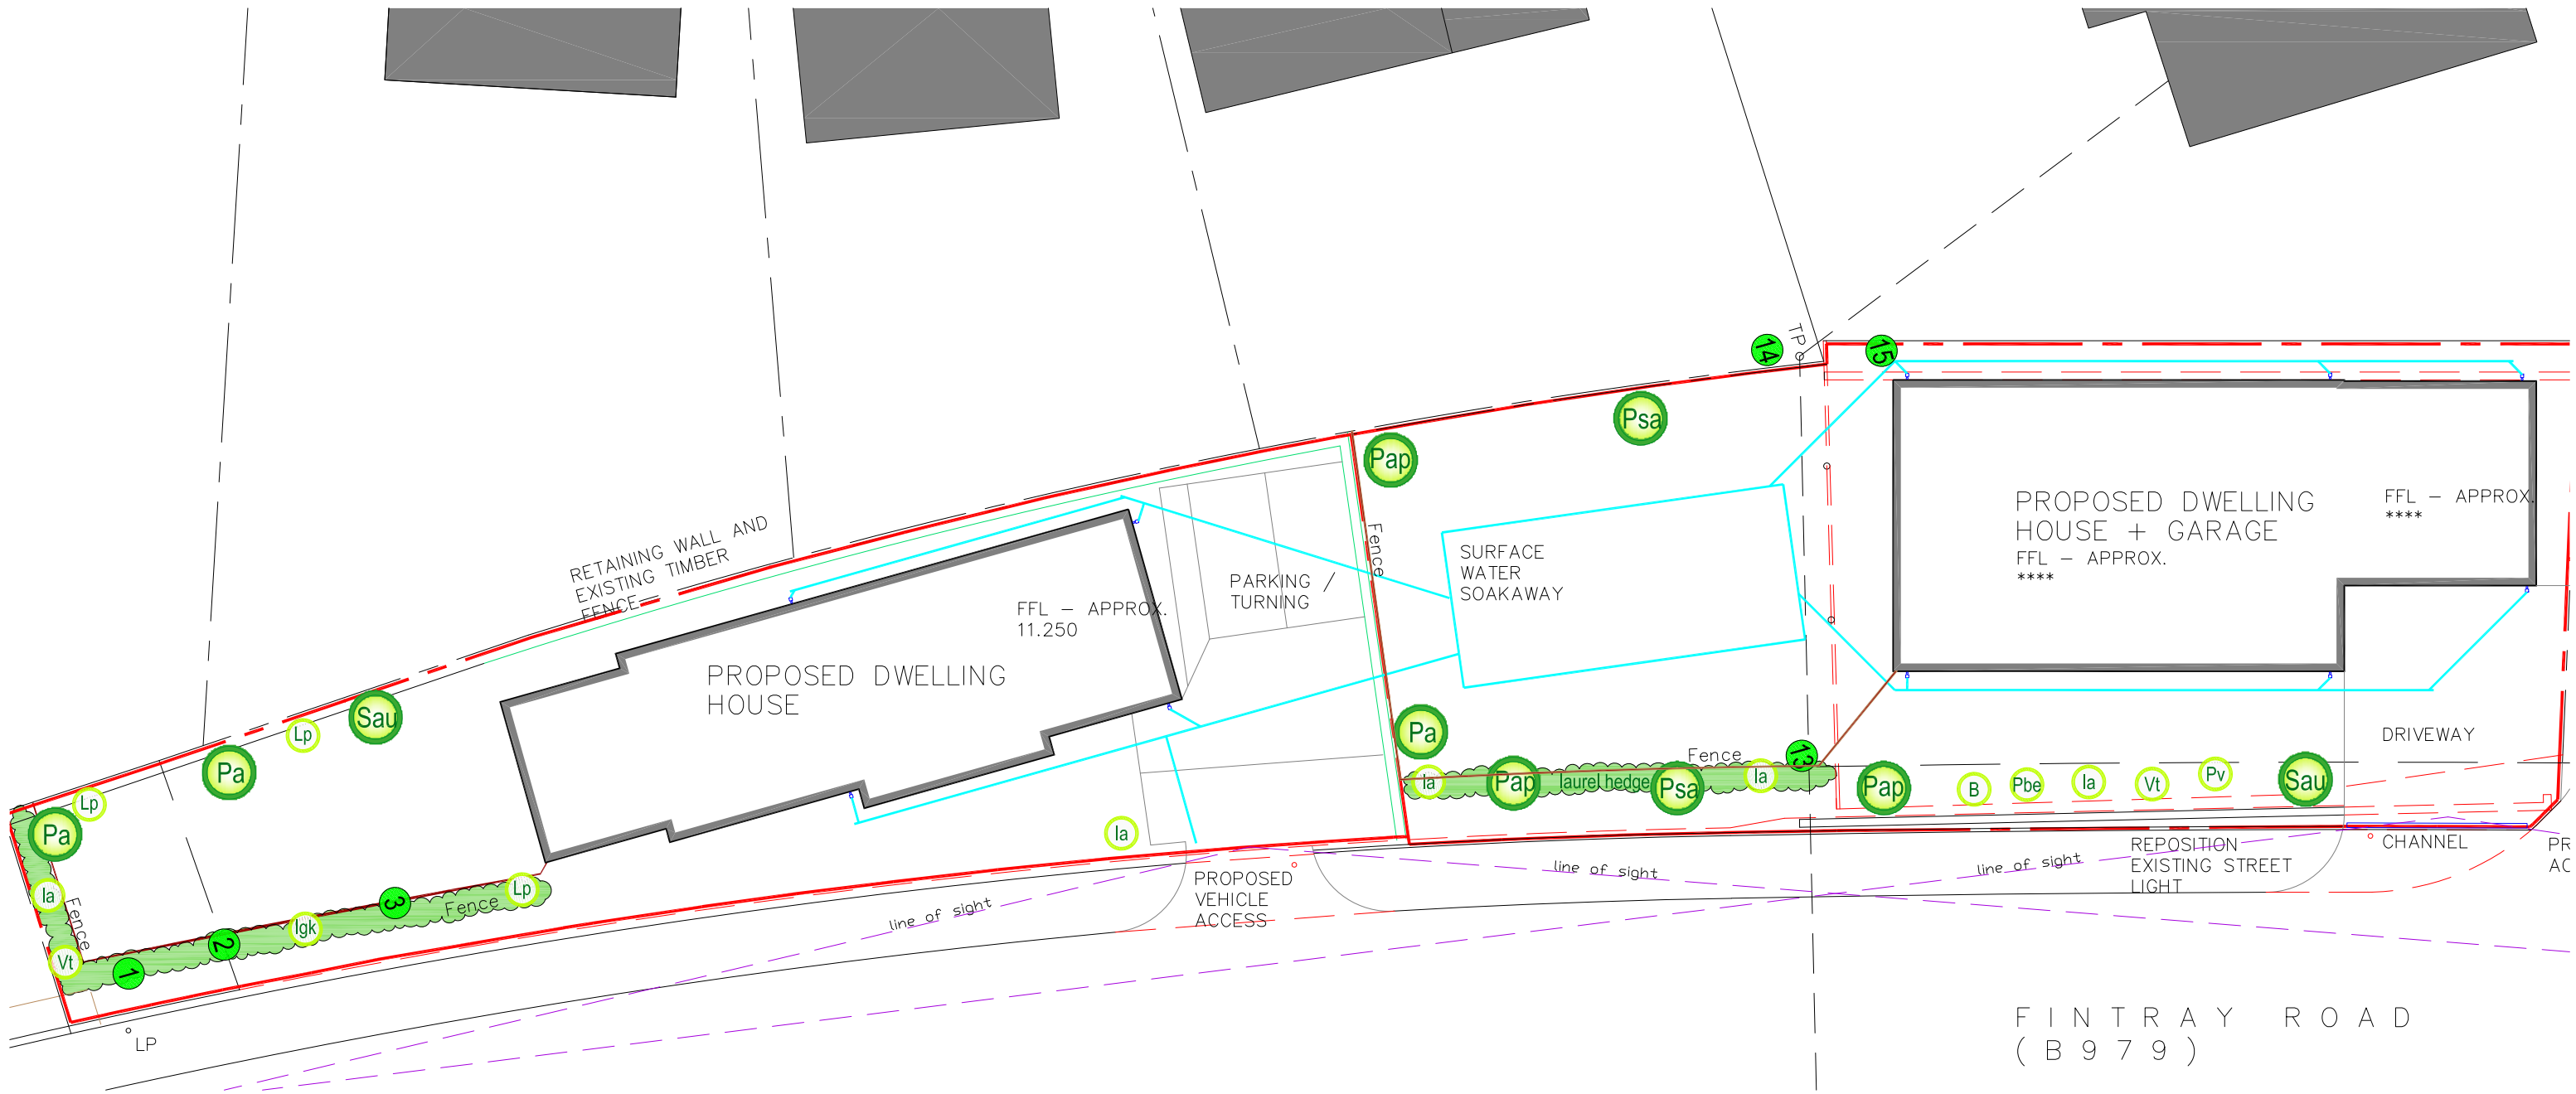 14
TP
15
Psa
Pap
PROPOSED DWELLING
HOUSE + GARAGE
FFL – APPROX.
****
FFL – APPROX.
****
RETAINING WALL AND
EXISTING TIMBER
FENCE
Fence
SURFACE
WATER
SOAKAWAY
PARKING /
TURNING
FFL – APPROX.
11.250
PROPOSED DWELLING
HOUSE
Sau
Lp
Pa
Lp
Pa
Ia
Fence
Vt
1
2
Igk
3
Fence
Lp
Ia
Pa
Ia
Pap
laurel hedge
Psa
Fence
Ia
13
Pap
B
Pbe
Ia
Vt
Pv
Sau
DRIVEWAY
CHANNEL
REPOSITION
EXISTING STREET
LIGHT
PR
AC
PROPOSED
VEHICLE
ACCESS
line of sight
line of sight
line of sight
LP
FINTRAY ROAD
(B979)